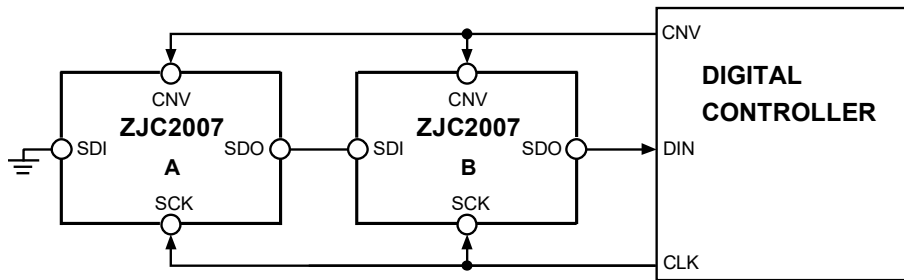 CNV
CNV
ZJC2007
SDI
SDO
A
SCK
CNV
ZJC2007
SDI
SDO
B
SCK
DIGITAL
CONTROLLER
DIN
CLK